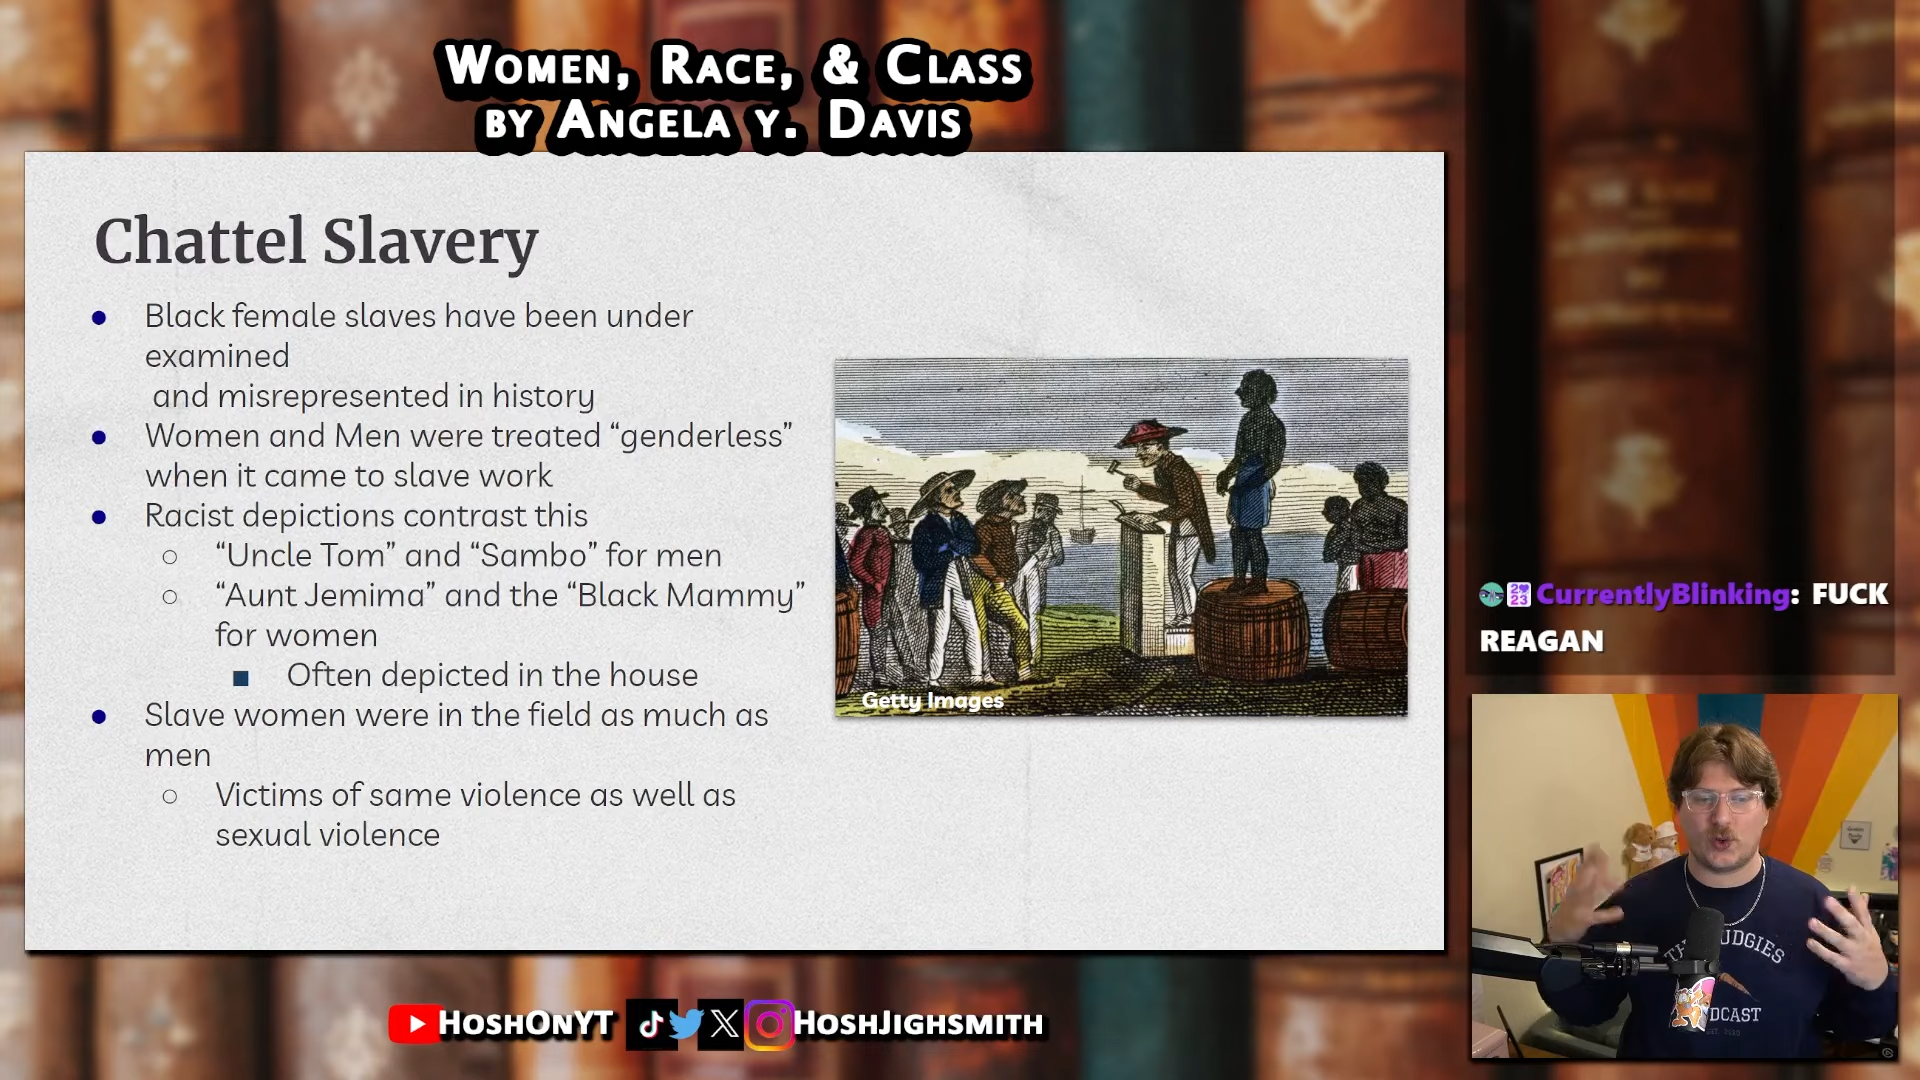 WOMEN, RACE, & CLASS
BY ANGELA Y. DAVIS
Chattel Slavery
● Black female slaves have been under
examined
and misrepresented in history
● Women and Men were treated “genderless”
when it came to slave work
● Racist depictions contrast this
○ “Uncle Tom” and “Sambo” for men
○ “Aunt Jemima” and the “Black Mammy”
for women
■ Often depicted in the house
● Slave women were in the field as much as
men
○ Victims of same violence as well as
sexual violence
Getty Images
CurrentlyBlinking: FUCK
REAGAN
HOSHONYT
HOSHJIGHSMITH